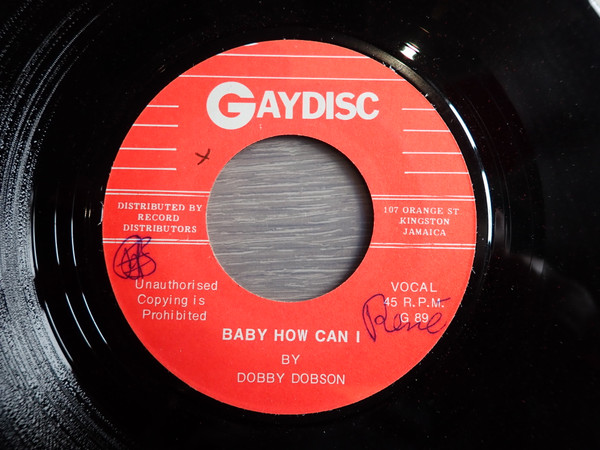 GAYDISC
DISTRIBUTED BY
RECORD
DISTRIBUTORS
107 ORANGE ST.
KINGSTON
JAMAICA
Unauthorised
Copying is
Prohibited
VOCAL
45 R.P.M.
G 89
René
BABY HOW CAN I
BY
DOBBY DOBSON